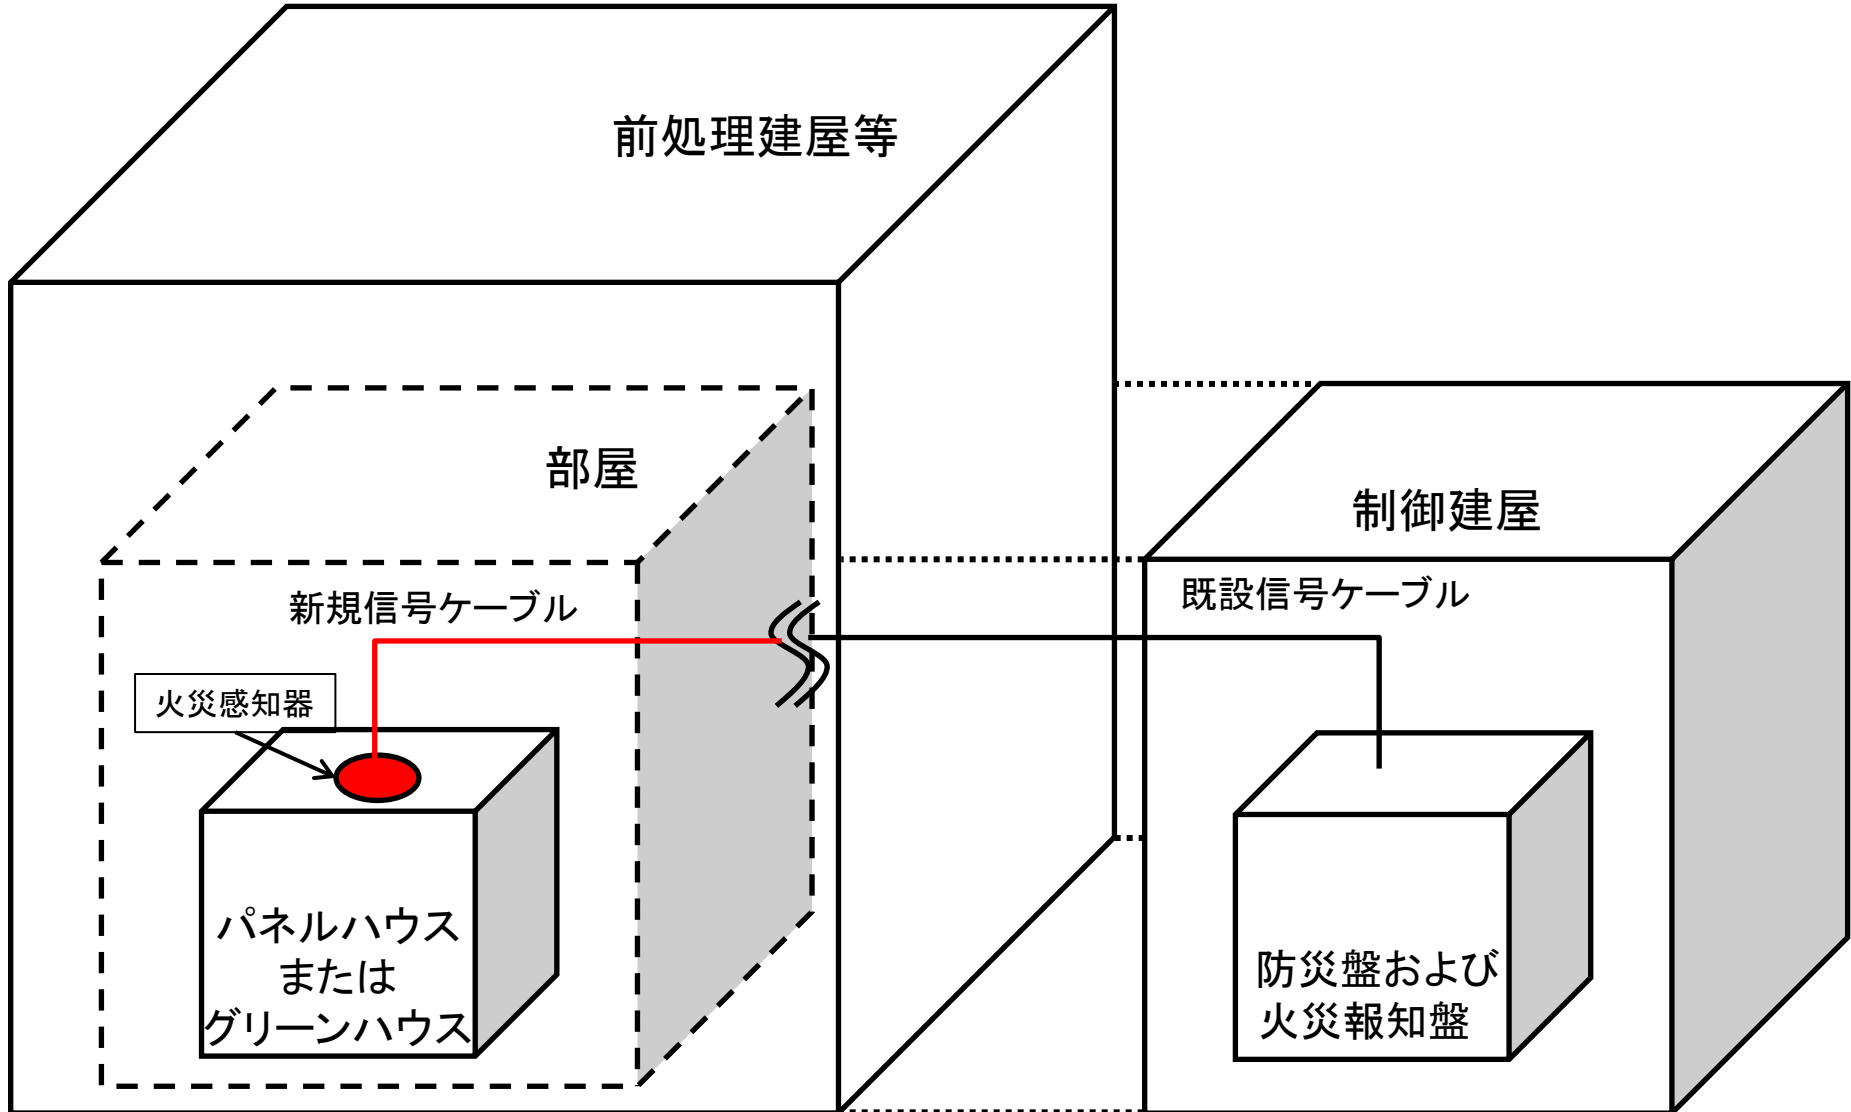 前処理建屋等
部屋
制御建屋
新規信号ケーブル
既設信号ケーブル
火災感知器
パネルハウス
または
グリーンハウス
防災盤および
火災報知盤